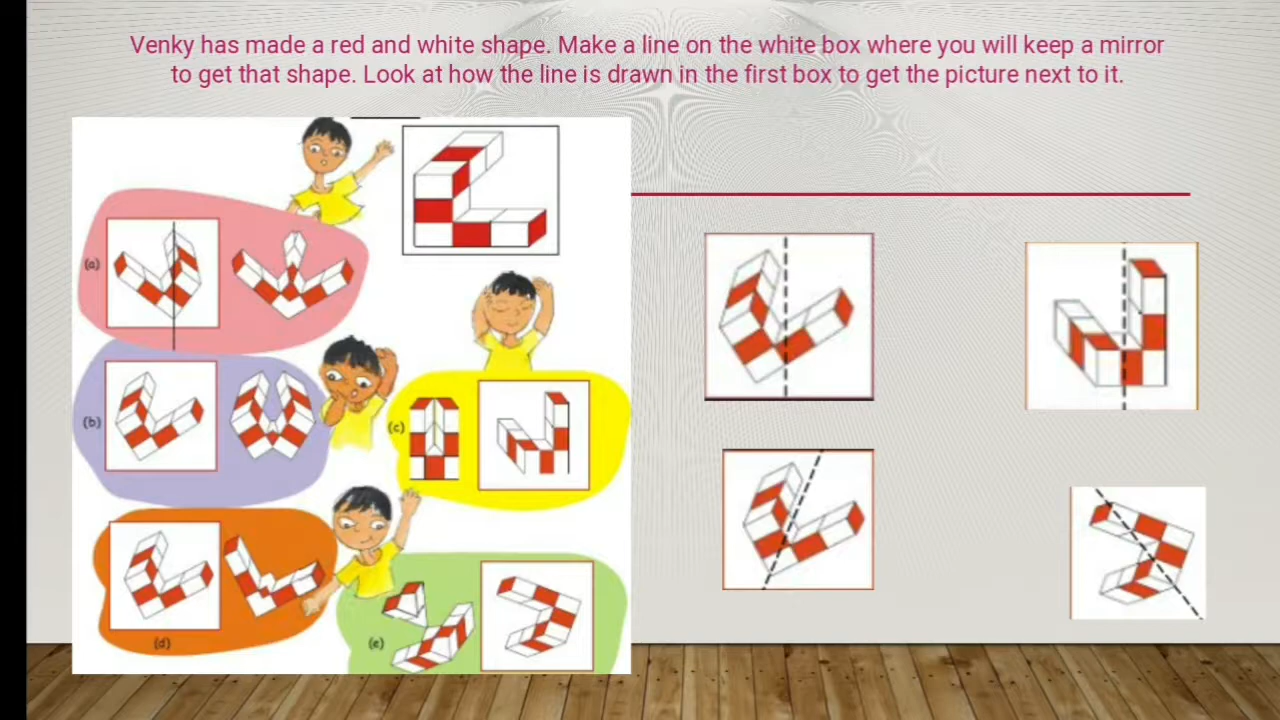 Venky has made a red and white shape. Make a line on the white box where you will keep a mirror
to get that shape. Look at how the line is drawn in the first box to get the picture next to it.
(a)
(b)
(c)
(d)
(e)